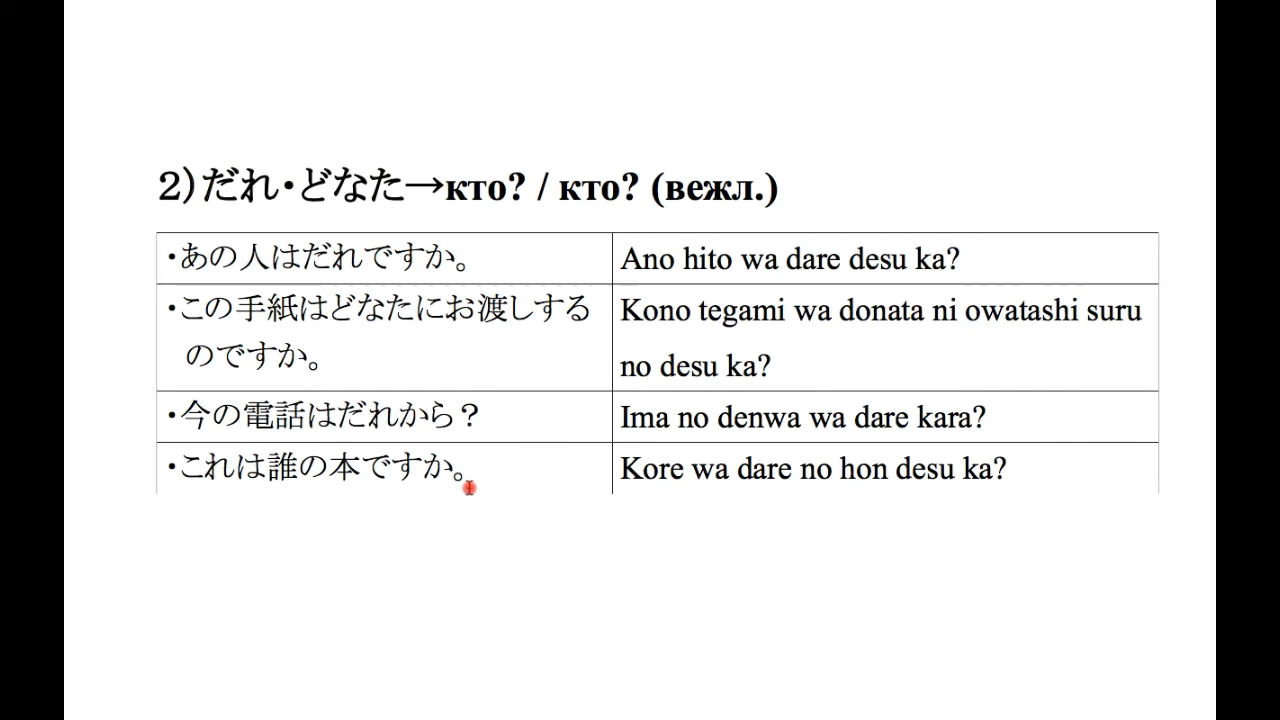 2)だれ・どなた→кто? / кто? (вежл.)
・あの人はだれですか。
Ano hito wa dare desu ka?
・この手紙はどなたにお渡しする
のですか。
Kono tegami wa donata ni owatashi suru
no desu ka?
・今の電話はだれから？
Ima no denwa wa dare kara?
・これは誰の本ですか。
Kore wa dare no hon desu ka?